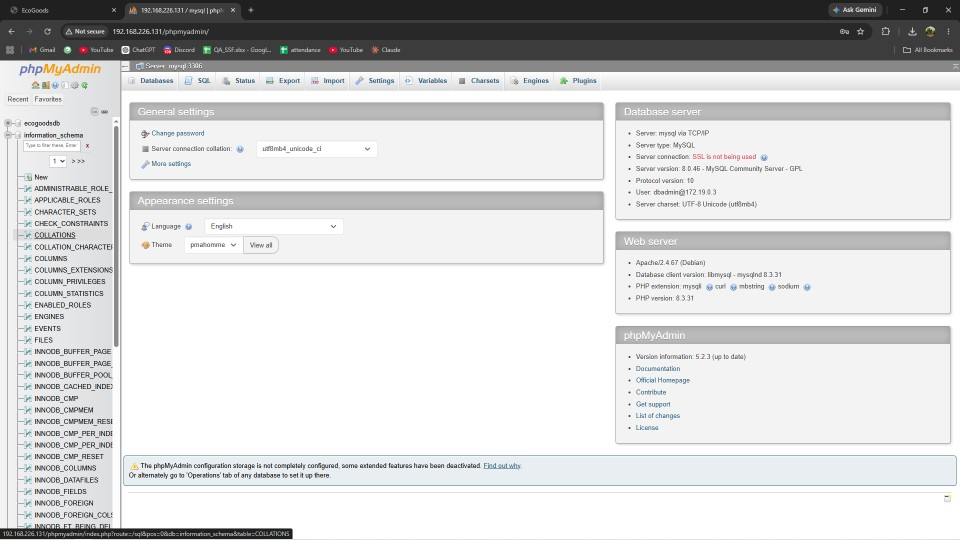 EcoGoods
192.168.226.131 / mysql | phpM
Ask Gemini
Not secure 192.168.226.131/phpmyadmin/
Gmail YouTube ChatGPT Discord QA_SSf.xlsx - Googl... attendance YouTube Claude All Bookmarks
phpMyAdmin
Recent Favorites
ecogoodsdb
information_schema
Type to filter these, Enter X
1 > >>
New
ADMINISTRABLE_ROLE_
APPLICABLE_ROLES
CHARACTER_SETS
CHECK_CONSTRAINTS
COLLATIONS
COLLATION_CHARACTER
COLUMNS
COLUMNS_EXTENSIONS
COLUMN_PRIVILEGES
COLUMN_STATISTICS
ENABLED_ROLES
ENGINES
EVENTS
FILES
INNODB_BUFFER_PAGE
INNODB_BUFFER_PAGE_
INNODB_BUFFER_POOL_
INNODB_CACHED_INDEX
INNODB_CMP
INNODB_CMPMEM
INNODB_CMPMEM_RESE
INNODB_CMP_PER_INDE
INNODB_CMP_PER_INDE
INNODB_CMP_RESET
INNODB_COLUMNS
INNODB_DATAFILES
INNODB_FIELDS
INNODB_FOREIGN
INNODB_FOREIGN_COLS
INNODB_FT_BEING_DEL
Server: mysql:3306
Databases SQL Status Export Import Settings Variables Charsets Engines Plugins
General settings
Change password
Server connection collation: utf8mb4_unicode_ci
More settings
Appearance settings
Language English
Theme pmahomme View all
Database server
Server: mysql via TCP/IP
Server type: MySQL
Server connection: SSL is not being used
Server version: 8.0.46 - MySQL Community Server - GPL
Protocol version: 10
User: dbadmin@172.19.0.3
Server charset: UTF-8 Unicode (utf8mb4)
Web server
Apache/2.4.67 (Debian)
Database client version: libmysql - mysqlnd 8.3.31
PHP extension: mysqli curl mbstring sodium
PHP version: 8.3.31
phpMyAdmin
Version information: 5.2.3 (up to date)
Documentation
Official Homepage
Contribute
Get support
List of changes
License
The phpMyAdmin configuration storage is not completely configured, some extended features have been deactivated. Find out why.
Or alternately go to 'Operations' tab of any database to set it up there.
192.168.226.131/phpmyadmin/index.php?route=/sql&pos=0&db=information_schema&table=COLLATIONS